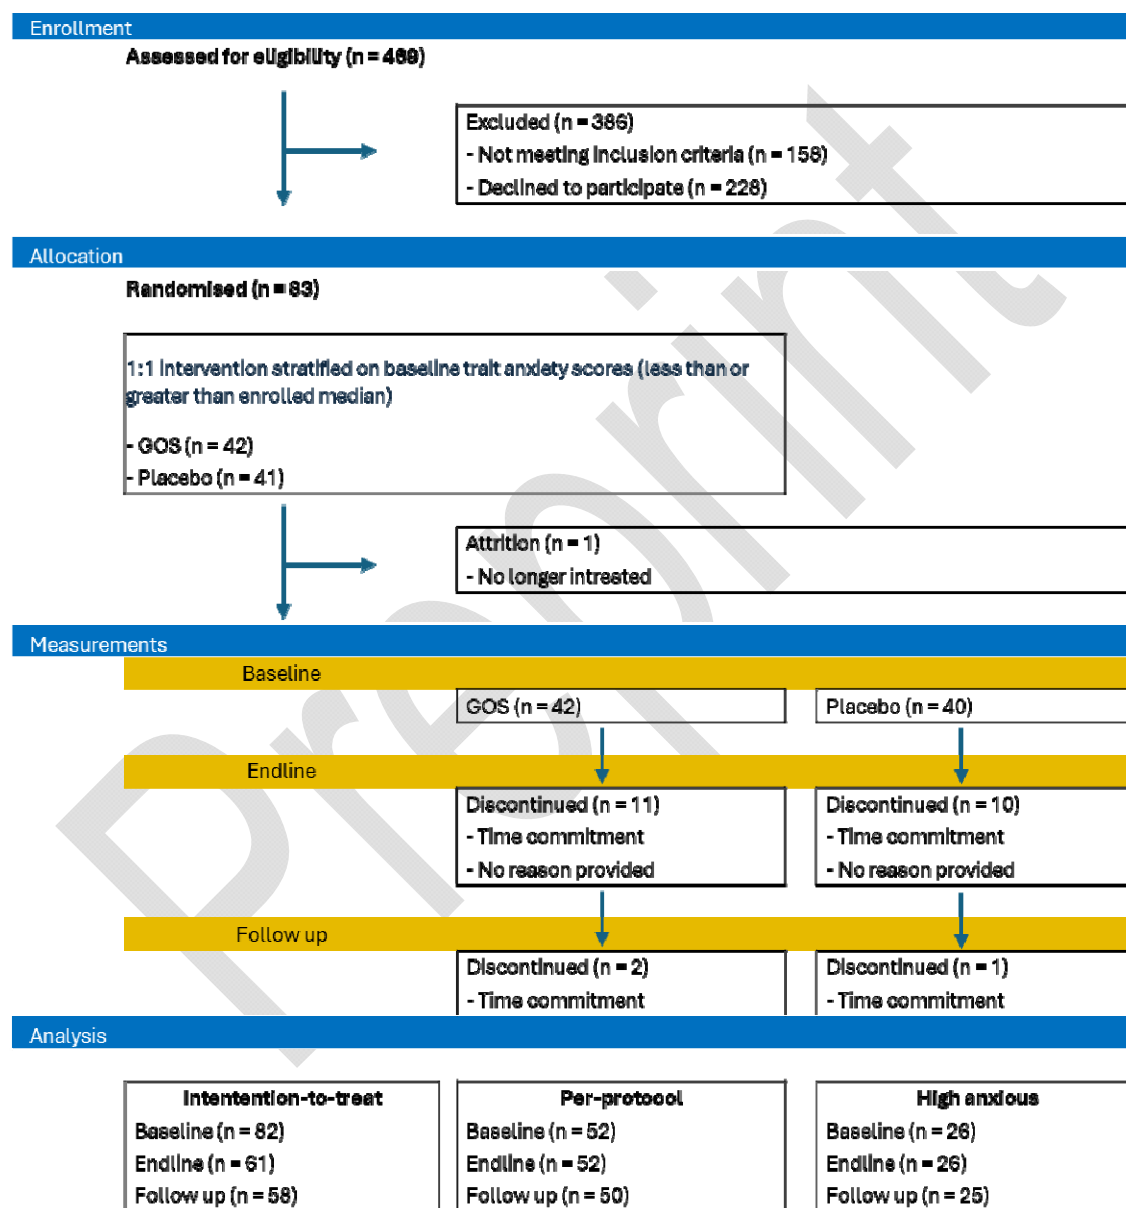 Enrollment
Assessed for eligibility (n = 469)
Excluded (n = 386)
- Not meeting inclusion criteria (n = 158)
- Declined to participate (n = 228)
Allocation
Randomised (n = 83)
1:1 intervention stratified on baseline trait anxiety scores (less than or
greater than enrolled median)
- GOS (n = 42)
- Placebo (n = 41)
Attrition (n = 1)
- No longer intrested
Measurements
Baseline
GOS (n = 42)
Placebo (n = 40)
Endline
Discontinued (n = 11)
- Time commitment
- No reason provided
Discontinued (n = 10)
- Time commitment
- No reason provided
Follow up
Discontinued (n = 2)
- Time commitment
Discontinued (n = 1)
- Time commitment
Analysis
Intentention-to-treat
Baseline (n = 82)
Endline (n = 61)
Follow up (n = 58)
Per-protocol
Baseline (n = 52)
Endline (n = 52)
Follow up (n = 50)
High anxious
Baseline (n = 26)
Endline (n = 26)
Follow up (n = 25)
Preprint